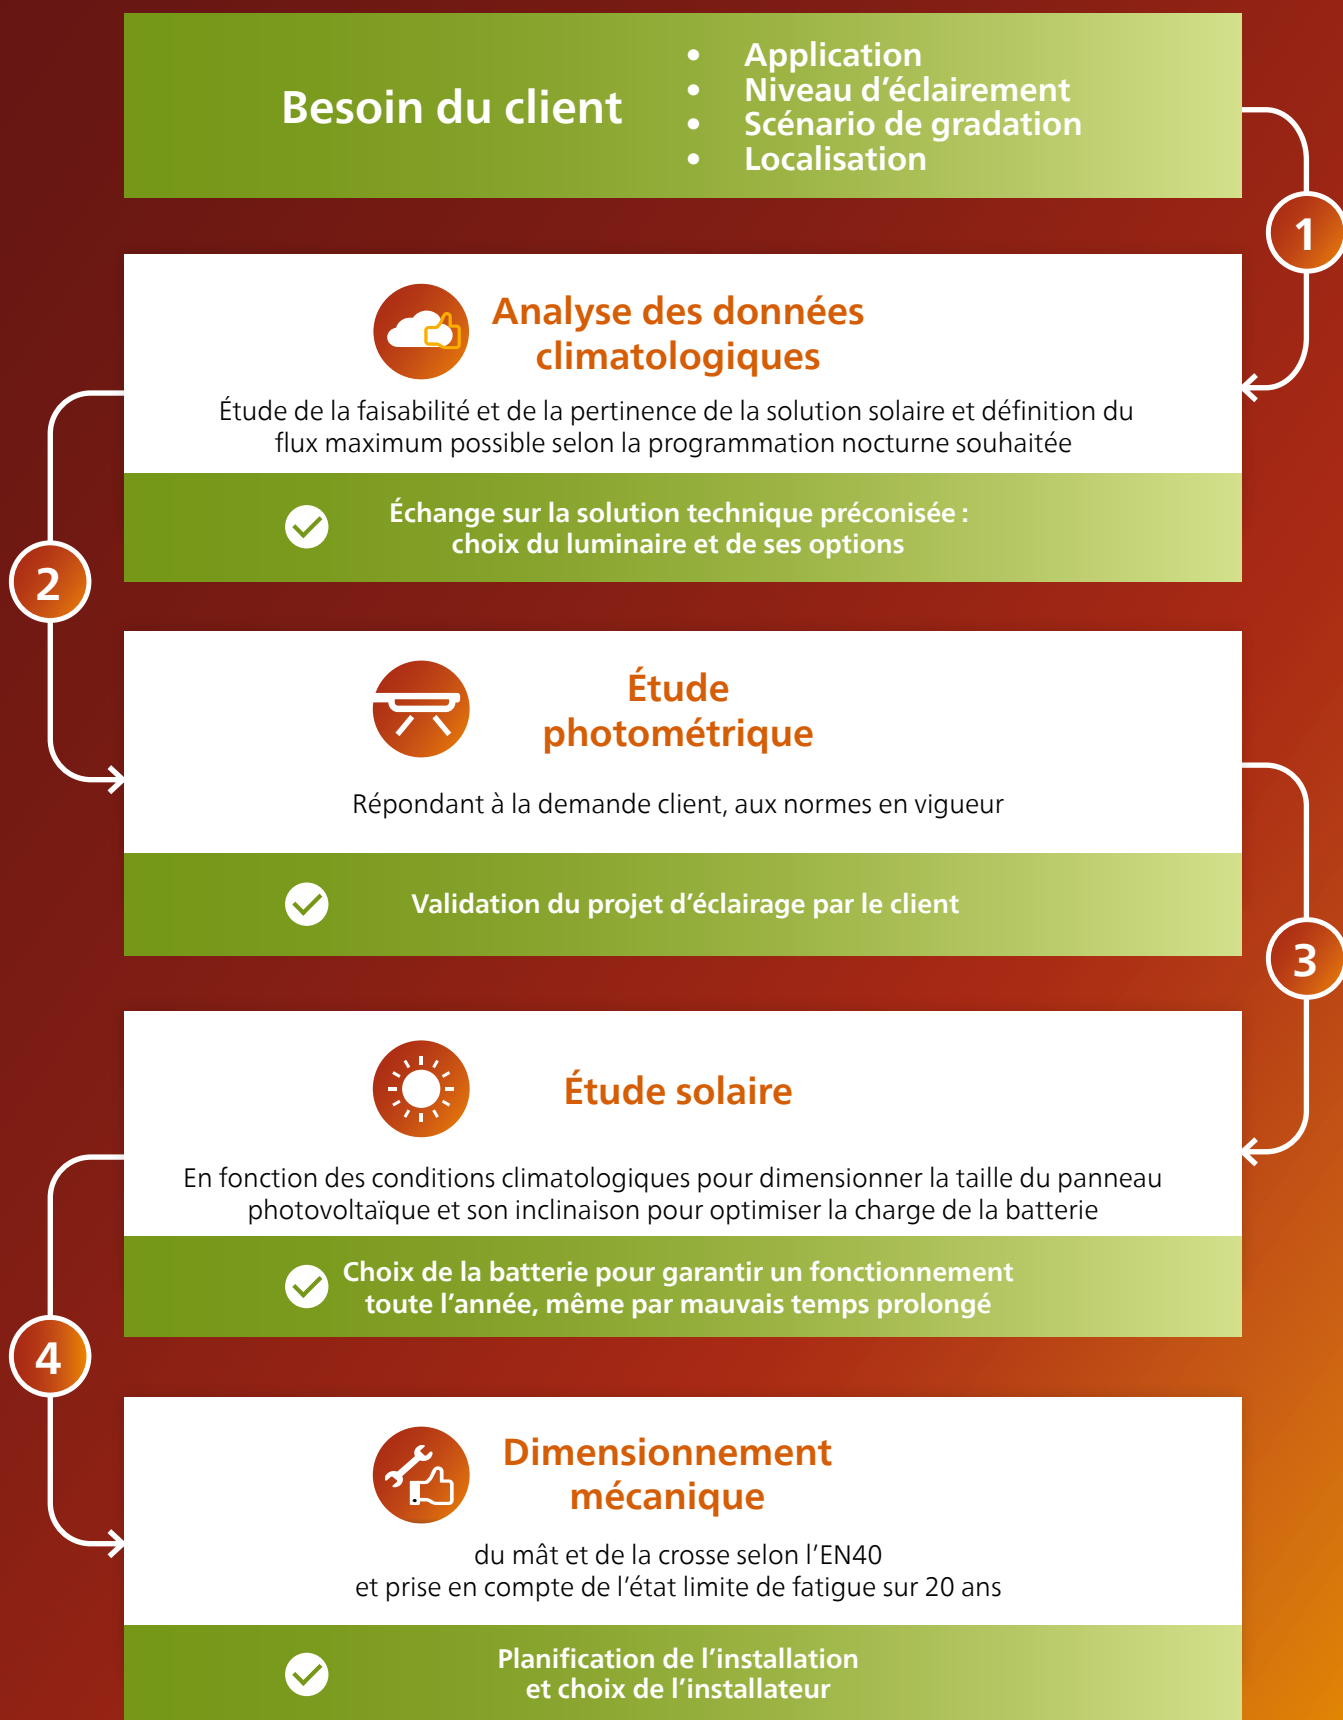 Besoin du client
• Application
• Niveau d’éclairement
• Scénario de gradation
• Localisation
1
Analyse des données
climatologiques
Étude de la faisabilité et de la pertinence de la solution solaire et définition du
flux maximum possible selon la programmation nocturne souhaitée
Échange sur la solution technique préconisée :
choix du luminaire et de ses options
2
Étude
photométrique
Répondant à la demande client, aux normes en vigueur
Validation du projet d’éclairage par le client
3
Étude solaire
En fonction des conditions climatologiques pour dimensionner la taille du panneau
photovoltaïque et son inclinaison pour optimiser la charge de la batterie
Choix de la batterie pour garantir un fonctionnement
toute l’année, même par mauvais temps prolongé
4
Dimensionnement
mécanique
du mât et de la crosse selon l’EN40
et prise en compte de l’état limite de fatigue sur 20 ans
Planification de l’installation
et choix de l’installateur